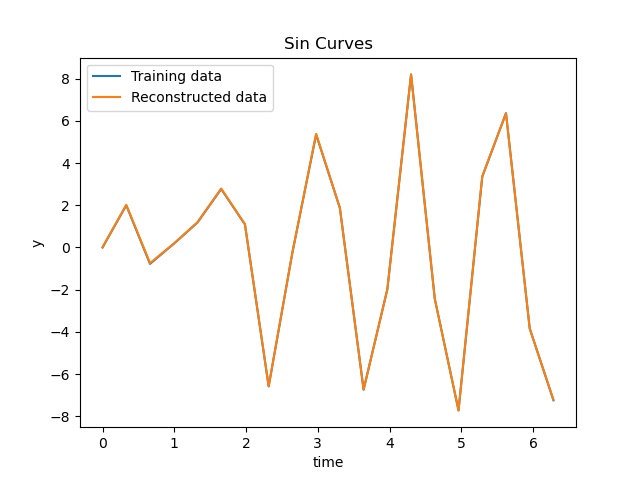 Sin Curves
Training data
Reconstructed data
8
6
4
2
0
−2
−4
−6
−8
y
0 1 2 3 4 5 6
time